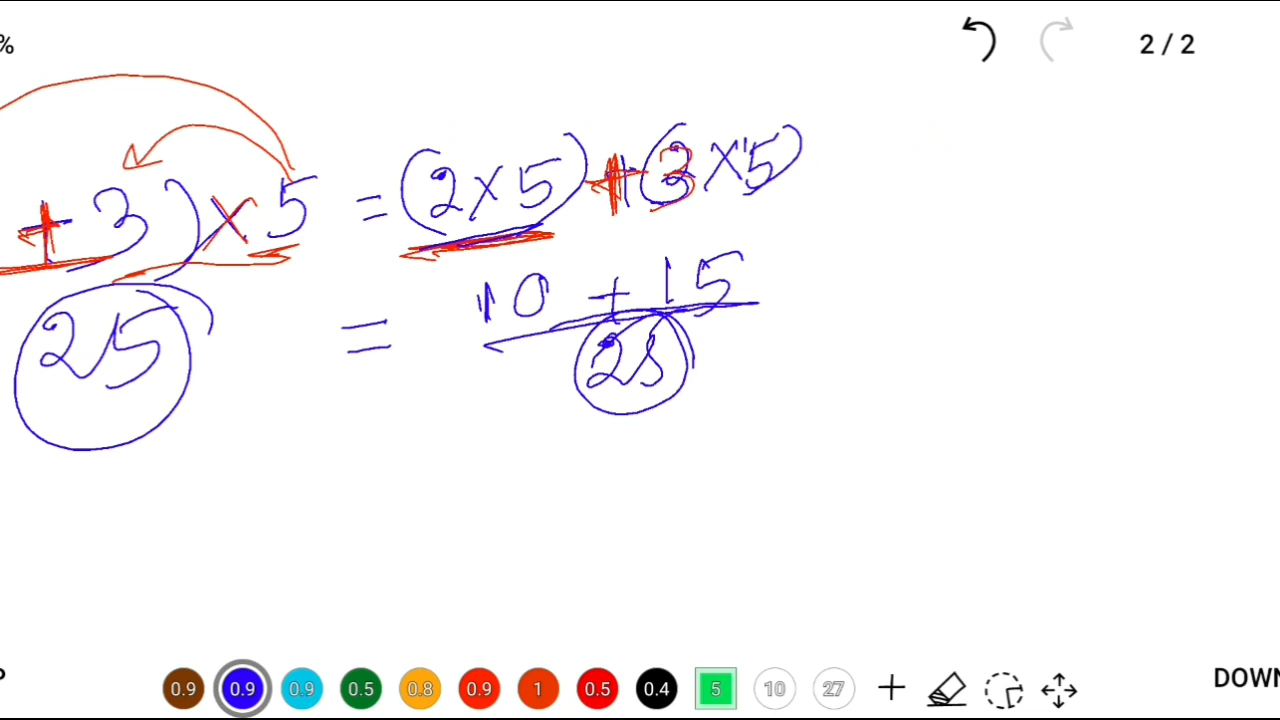 %
2 / 2
+ 3) × 5 = (2 × 5) + (3 × 5)
25 = 10 + 15
25
0.9 0.9 0.9 0.5 0.8 0.9 1 0.5 0.4 5 10 27
DOWN